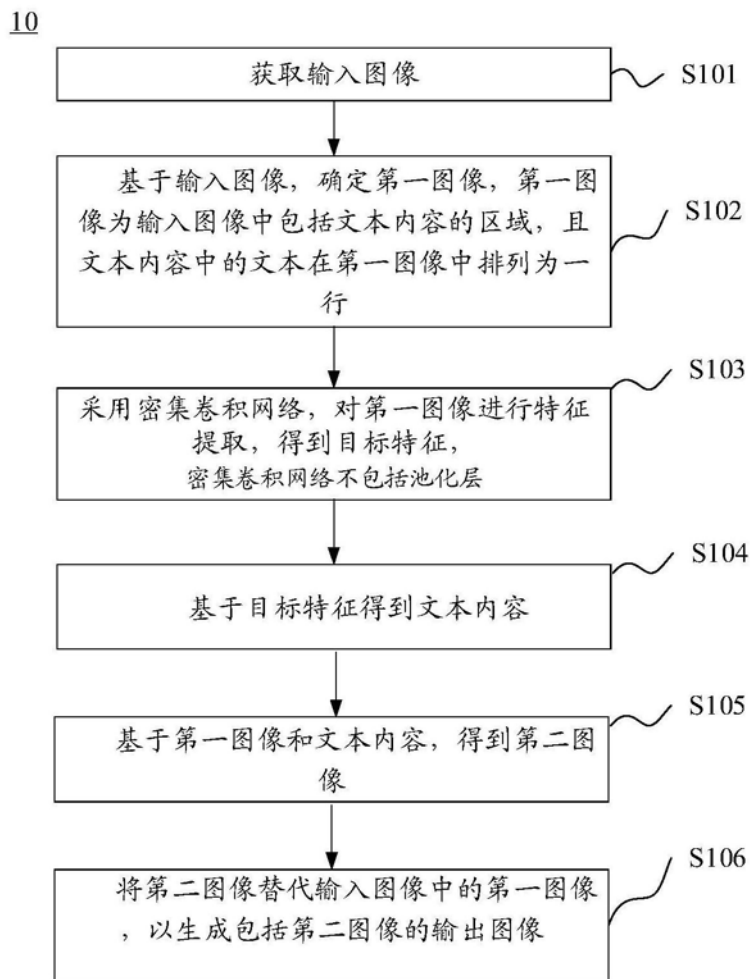 10
获取输入图像
S101
基于输入图像，确定第一图像，第一图
像为输入图像中包括文本内容的区域，且
文本内容中的文本在第一图像中排列为一
行
S102
采用密集卷积网络，对第一图像进行特征
提取，得到目标特征，
密集卷积网络不包括池化层
S103
基于目标特征得到文本内容
S104
基于第一图像和文本内容，得到第二图
像
S105
将第二图像替代输入图像中的第一图像
，以生成包括第二图像的输出图像
S106